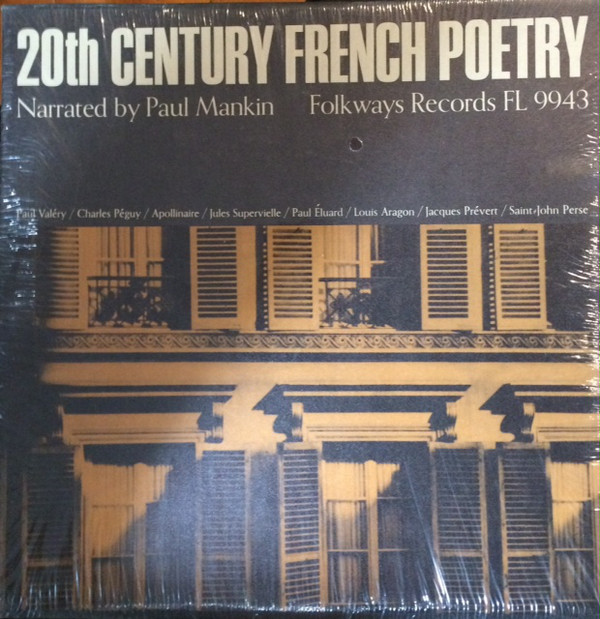 20th CENTURY FRENCH POETRY
Narrated by Paul Mankin Folkways Records FL 9943
Paul Valéry / Charles Péguy / Apollinaire / Jules Supervielle / Paul Éluard / Louis Aragon / Jacques Prévert / Saint-John Perse